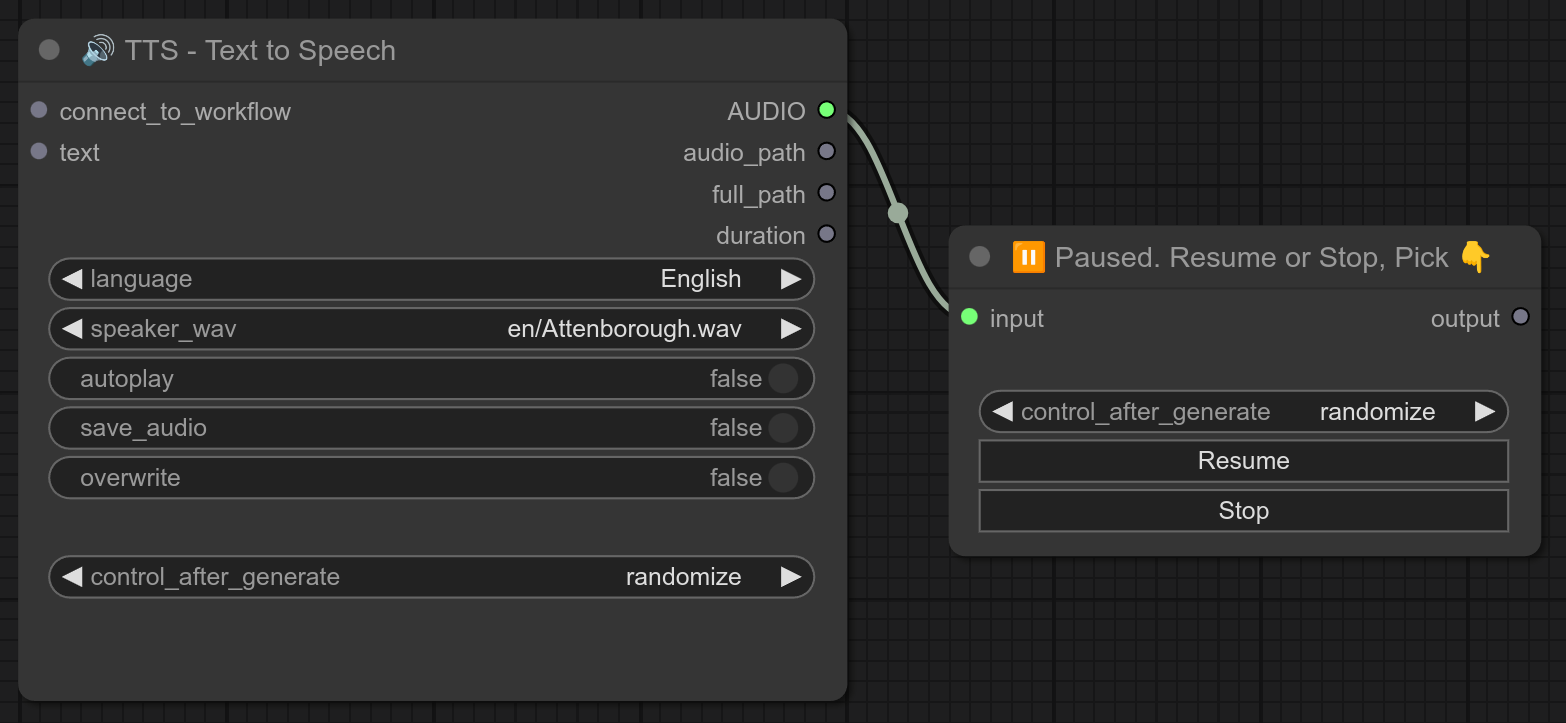 🔊 TTS - Text to Speech
connect_to_workflow AUDIO
text audio_path
full_path
duration
◀ language English ▶
◀ speaker_wav en/Attenborough.wav ▶
autoplay false
save_audio false
overwrite false
◀ control_after_generate randomize ▶
⏸️ Paused. Resume or Stop, Pick 👇
input output
◀ control_after_generate randomize ▶
Resume
Stop